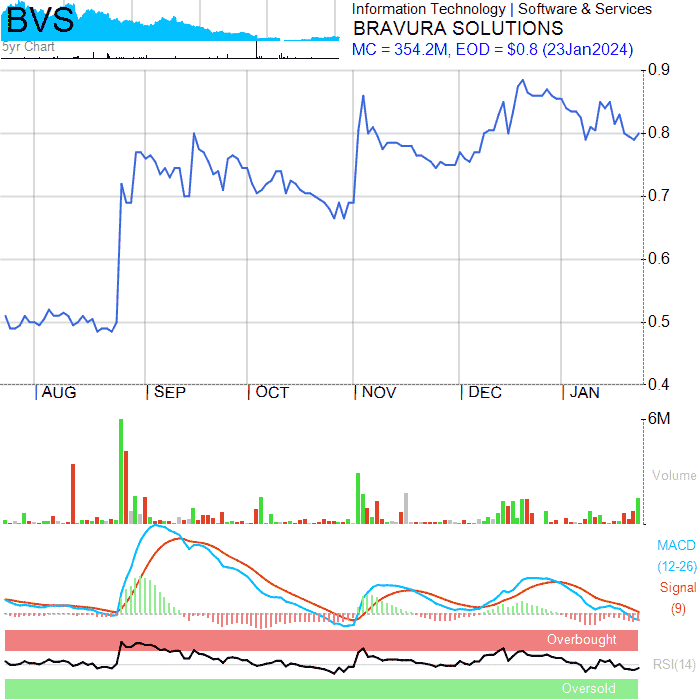 BVS
5yr Chart
Information Technology | Software & Services
BRAVURA SOLUTIONS
MC = 354.2M, EOD = $0.8 (23Jan2024)
0.9
0.8
0.7
0.6
0.5
0.4
AUG
SEP
OCT
NOV
DEC
JAN
6M
Volume
MACD
(12-26)
Signal
(9)
Overbought
RSI(14)
Oversold